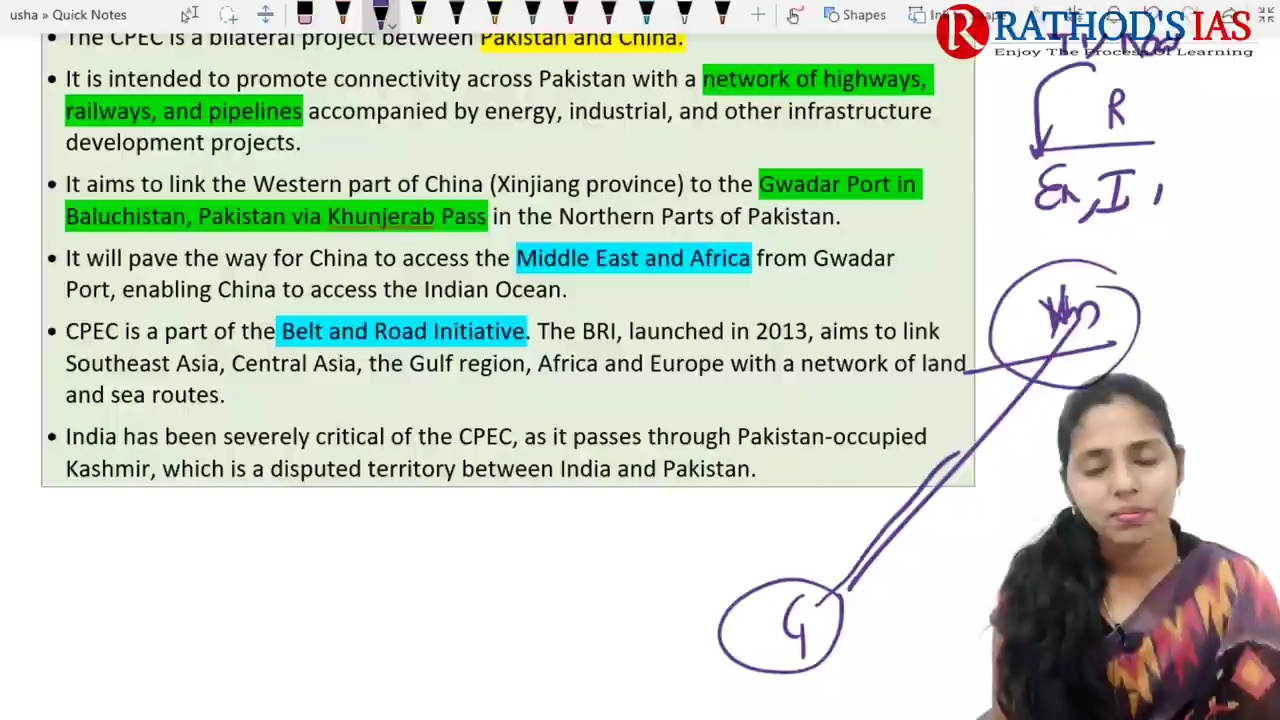 usha » Quick Notes
Shapes
RATHOD'S IAS
Enjoy The Process Of Learning
• The CPEC is a bilateral project between Pakistan and China.
• It is intended to promote connectivity across Pakistan with a network of highways,
railways, and pipelines accompanied by energy, industrial, and other infrastructure
development projects.
• It aims to link the Western part of China (Xinjiang province) to the Gwadar Port in
Baluchistan, Pakistan via Khunjerab Pass in the Northern Parts of Pakistan.
• It will pave the way for China to access the Middle East and Africa from Gwadar
Port, enabling China to access the Indian Ocean.
• CPEC is a part of the Belt and Road Initiative. The BRI, launched in 2013, aims to link
Southeast Asia, Central Asia, the Gulf region, Africa and Europe with a network of land
and sea routes.
• India has been severely critical of the CPEC, as it passes through Pakistan-occupied
Kashmir, which is a disputed territory between India and Pakistan.
R
En, I,
G